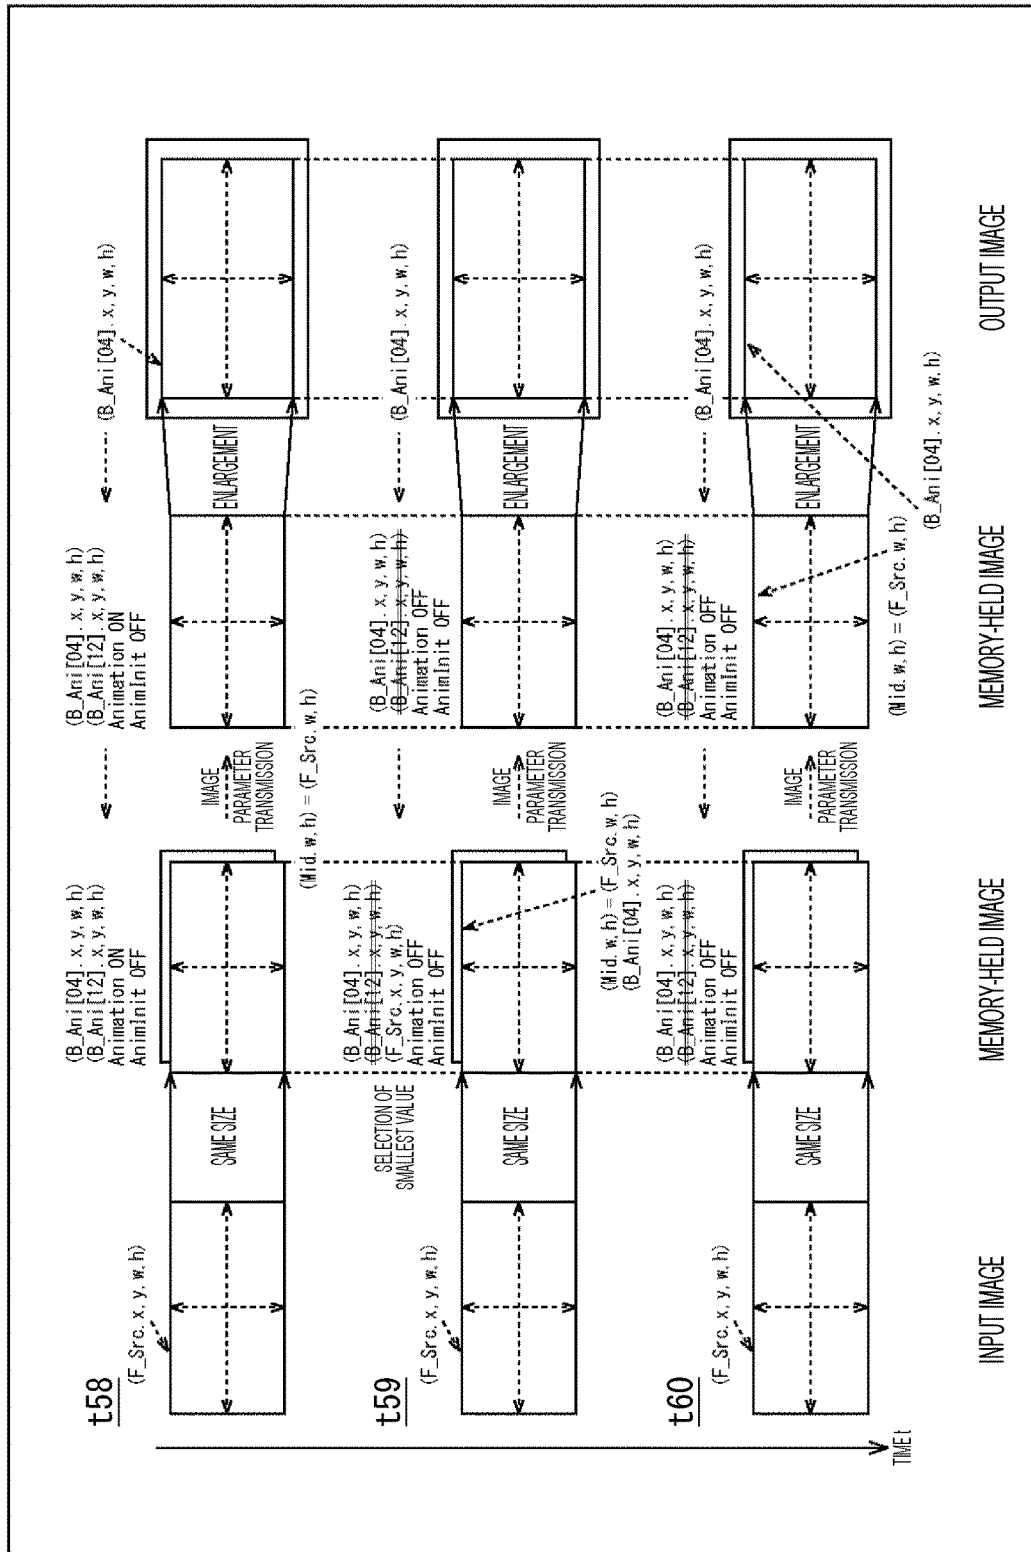 t58
(F_Src. x, y, w, h)
SAME SIZE
(B_Ani[04]. x, y, w, h)
(B_Ani[12]. x, y, w, h)
Animation ON
AnimInit OFF
IMAGE
PARAMETER
TRANSMISSION
(Mid. w, h) = (F_Src. w, h)
(B_Ani[04]. x, y, w, h)
(B_Ani[12]. x, y, w, h)
Animation ON
AnimInit OFF
ENLARGEMENT
(B_Ani[04]. x, y, w, h)
t59
(F_Src. x, y, w, h)
SELECTION OF
SMALLEST VALUE
SAME SIZE
(B_Ani[04]. x, y, w, h)
(B_Ani[12]. x, y, w, h)
(F_Src. x, y, w, h)
Animation OFF
AnimInit OFF
(Mid. w, h) = (F_Src. w, h)
(B_Ani[04]. x, y, w, h)
IMAGE
PARAMETER
TRANSMISSION
(B_Ani[04]. x, y, w, h)
(B_Ani[12]. x, y, w, h)
Animation OFF
AnimInit OFF
ENLARGEMENT
(B_Ani[04]. x, y, w, h)
t60
(F_Src. x, y, w, h)
SAME SIZE
(B_Ani[04]. x, y, w, h)
(B_Ani[12]. x, y, w, h)
Animation OFF
AnimInit OFF
IMAGE
PARAMETER
TRANSMISSION
(B_Ani[04]. x, y, w, h)
(B_Ani[12]. x, y, w, h)
Animation OFF
AnimInit OFF
(Mid. w, h) = (F_Src. w, h)
ENLARGEMENT
(B_Ani[04]. x, y, w, h)
(B_Ani[04]. x, y, w, h)
TIME t
INPUT IMAGE
MEMORY-HELD IMAGE
MEMORY-HELD IMAGE
OUTPUT IMAGE